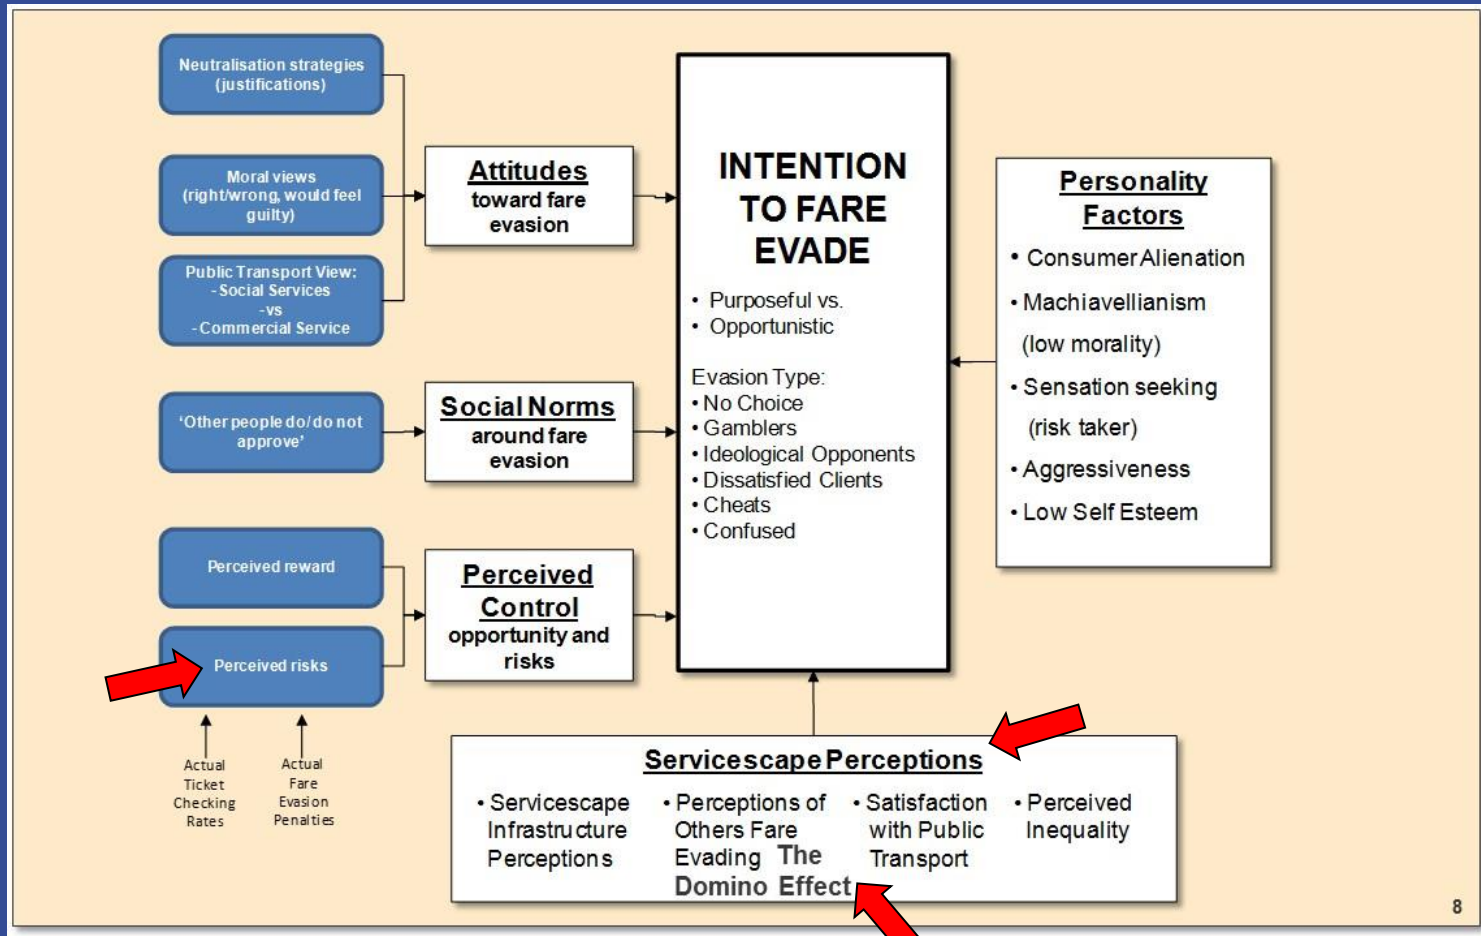 Neutralisation strategies
(justifications)
Moral views
(right/wrong, would feel
guilty)
Public Transport View:
- Social Services
- vs
- Commercial Service
'Other people do/ do not
approve'
Perceived reward
Perceived risks
Actual
Ticket
Checking
Rates
Actual
Fare
Evasion
Penalties
Attitudes
toward fare
evasion
Social Norms
around fare
evasion
Perceived
Control
opportunity and
risks
INTENTION
TO FARE
EVADE
• Purposeful vs.
• Opportunistic
Evasion Type:
• No Choice
• Gamblers
• Ideological Opponents
• Dissatisfied Clients
• Cheats
• Confused
Personality
Factors
• Consumer Alienation
• Machiavellianism
(low morality)
• Sensation seeking
(risk taker)
• Aggressiveness
• Low Self Esteem
Servicescape Perceptions
• Servicescape
Infrastructure
Perceptions
• Perceptions of
Others Fare
Evading The
Domino Effect
• Satisfaction
with Public
Transport
• Perceived
Inequality
8